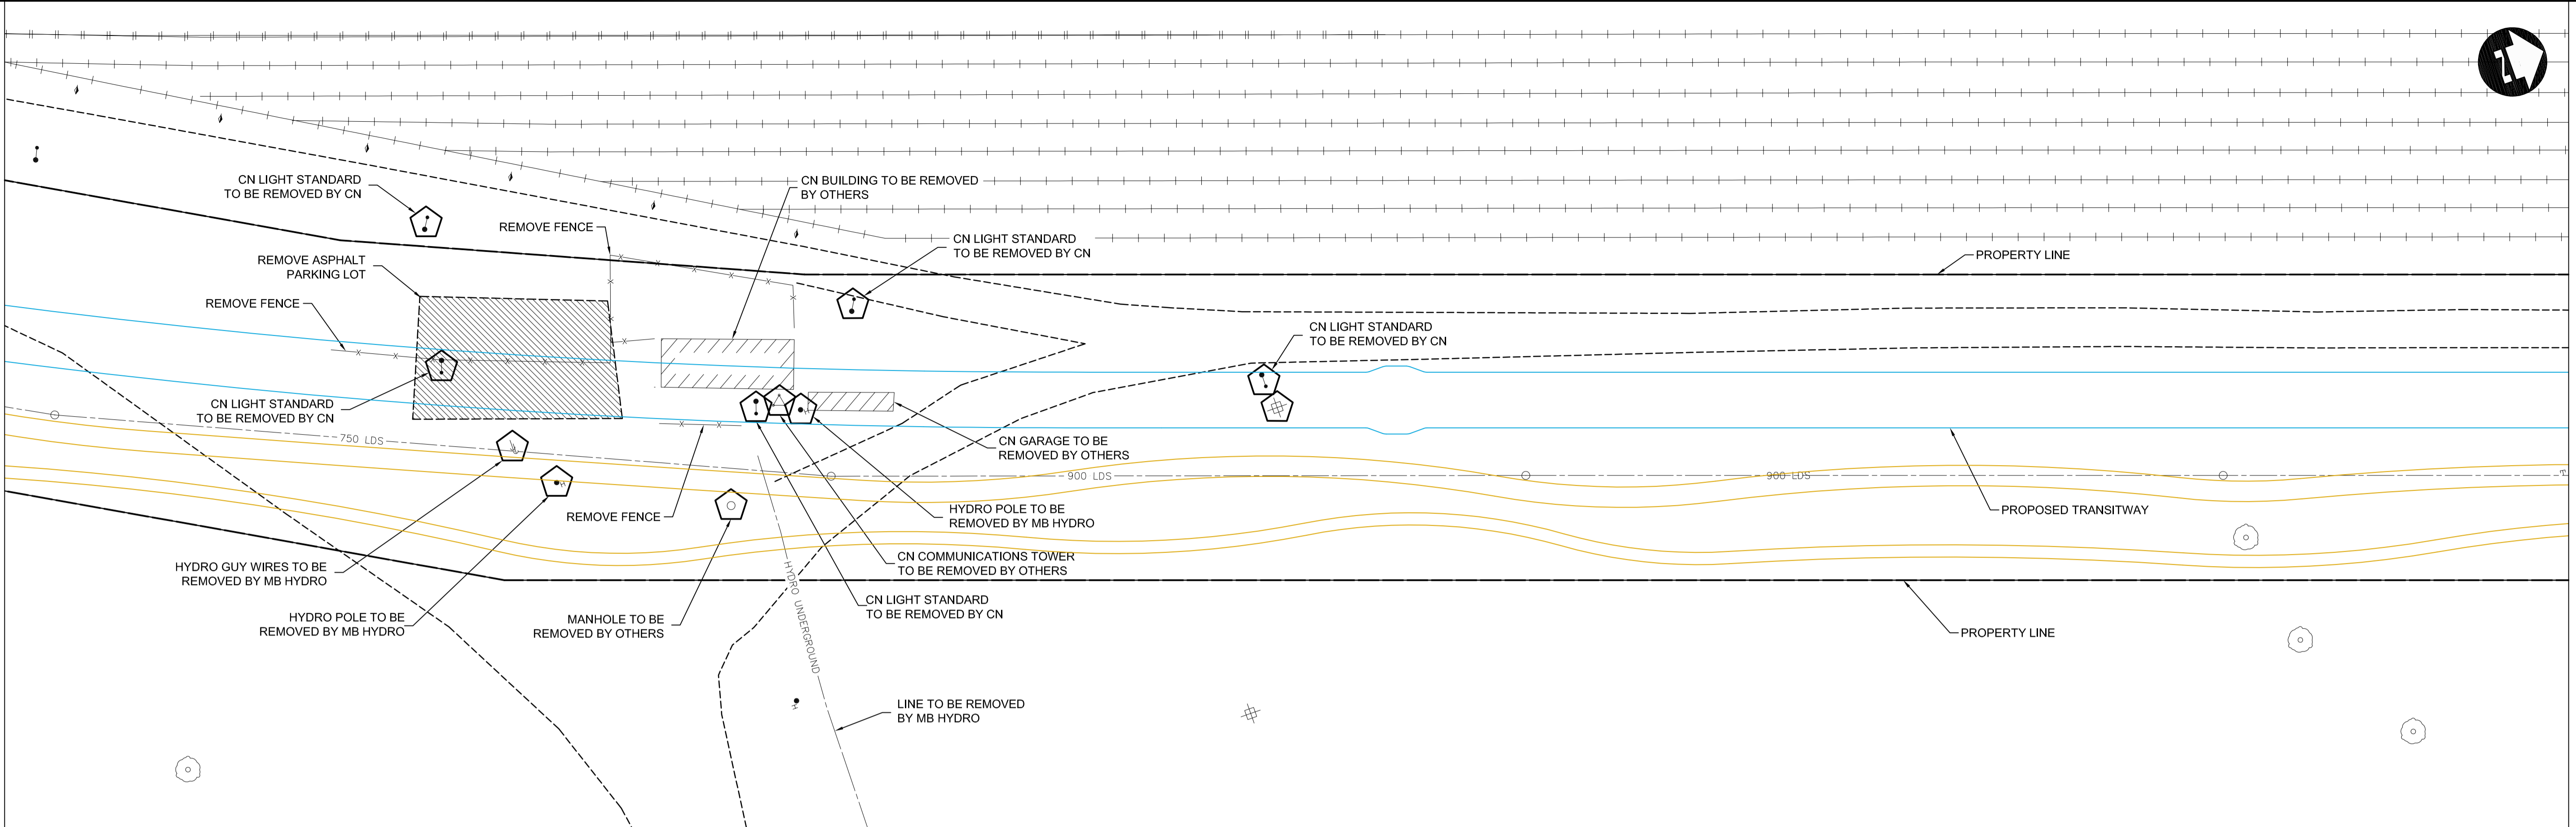 N
CN LIGHT STANDARD
TO BE REMOVED BY CN
CN BUILDING TO BE REMOVED
BY OTHERS
REMOVE FENCE
CN LIGHT STANDARD
TO BE REMOVED BY CN
REMOVE ASPHALT
PARKING LOT
PROPERTY LINE
REMOVE FENCE
CN LIGHT STANDARD
TO BE REMOVED BY CN
CN LIGHT STANDARD
TO BE REMOVED BY CN
750 LDS
CN GARAGE TO BE
REMOVED BY OTHERS
900 LDS
900 LDS
H
REMOVE FENCE
HYDRO POLE TO BE
REMOVED BY MB HYDRO
PROPOSED TRANSITWAY
CN COMMUNICATIONS TOWER
TO BE REMOVED BY OTHERS
HYDRO GUY WIRES TO BE
REMOVED BY MB HYDRO
HYDRO UNDERGROUND
CN LIGHT STANDARD
TO BE REMOVED BY CN
HYDRO POLE TO BE
REMOVED BY MB HYDRO
MANHOLE TO BE
REMOVED BY OTHERS
PROPERTY LINE
H
LINE TO BE REMOVED
BY MB HYDRO